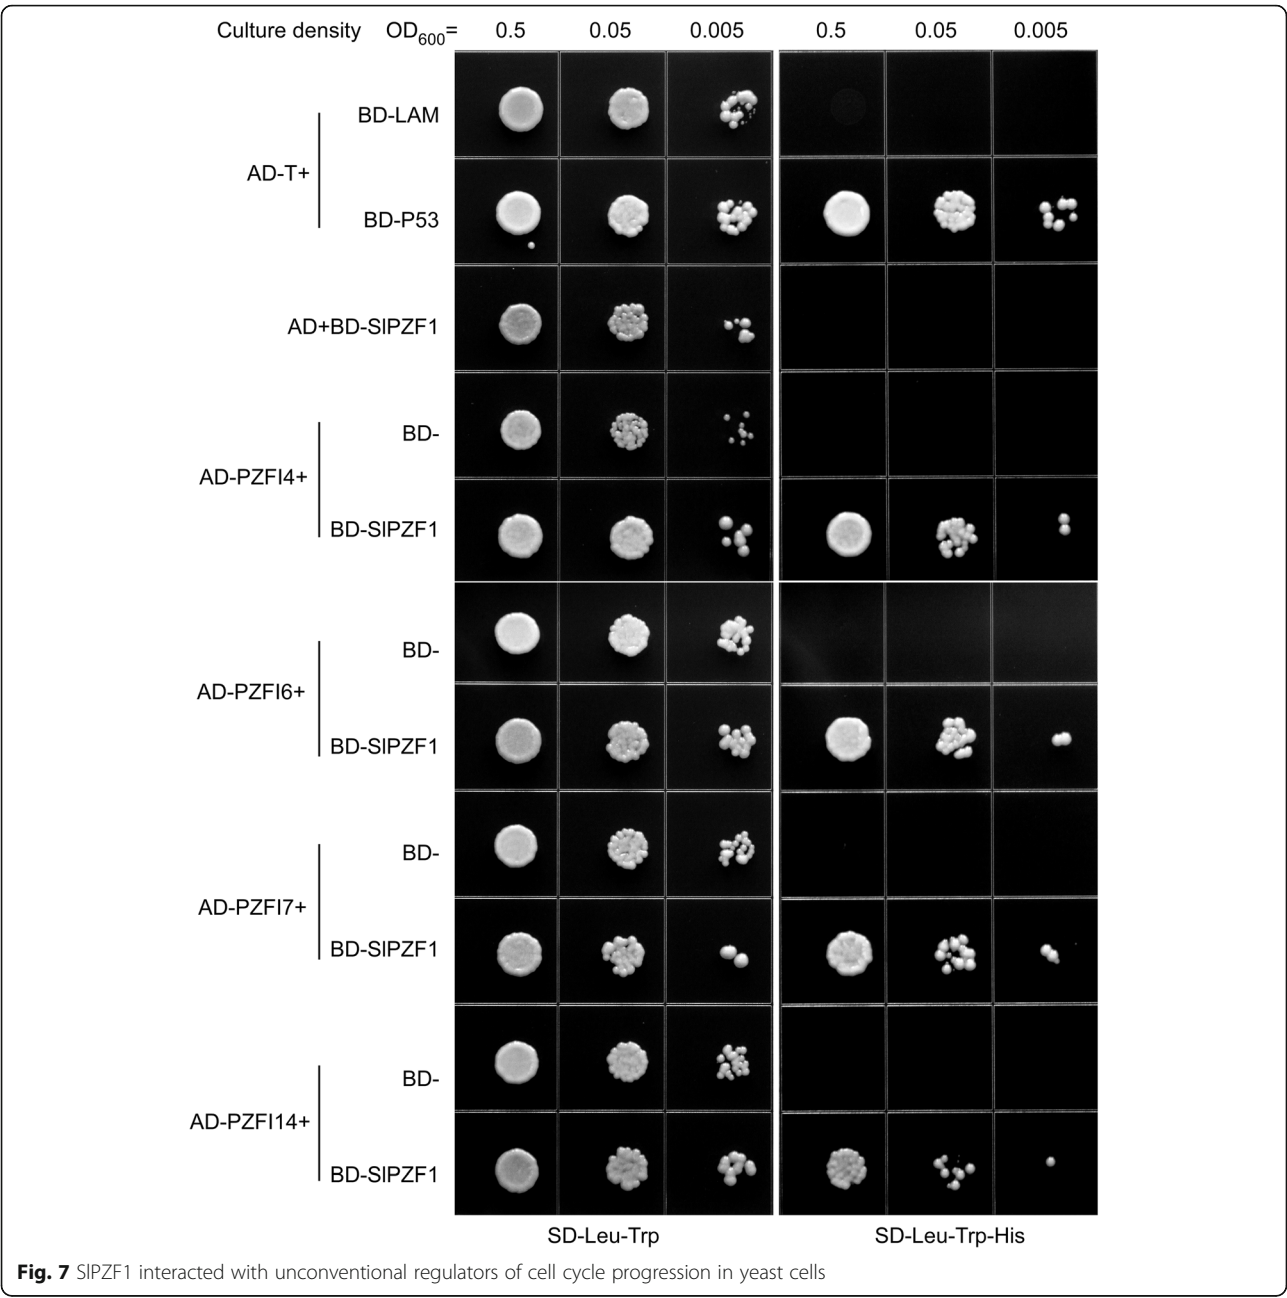 Culture density OD600= 0.5 0.05 0.005 0.5 0.05 0.005
BD-LAM
AD-T+
BD-P53
AD+BD-SlPZF1
BD-
AD-PZFI4+
BD-SlPZF1
BD-
AD-PZFI6+
BD-SlPZF1
BD-
AD-PZFI7+
BD-SlPZF1
BD-
AD-PZFI14+
BD-SlPZF1
SD-Leu-Trp SD-Leu-Trp-His
Fig. 7 SlPZF1 interacted with unconventional regulators of cell cycle progression in yeast cells